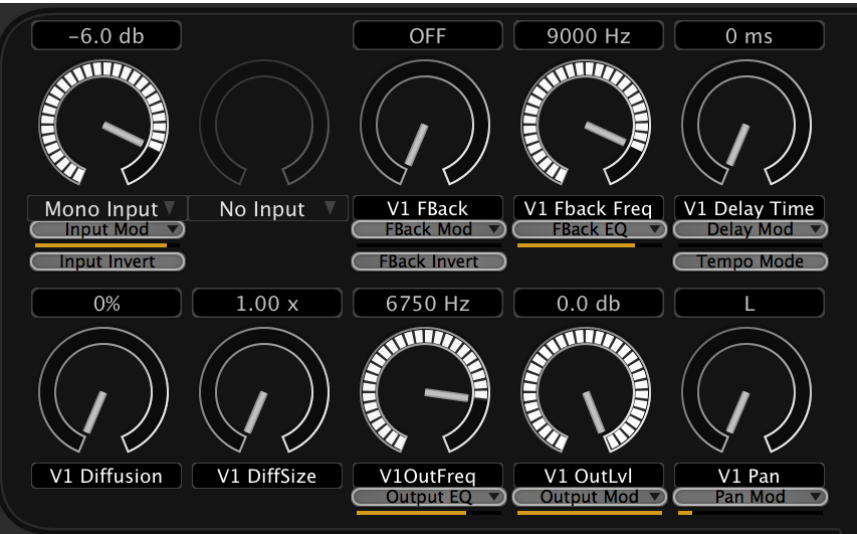 -6.0 db
OFF
9000 Hz
0 ms
Mono Input
No Input
V1 FBack
V1 Fback Freq
V1 Delay Time
Input Mod
FBack Mod
FBack EQ
Delay Mod
Input Invert
FBack Invert
Tempo Mode
0%
1.00 x
6750 Hz
0.0 db
L
V1 Diffusion
V1 DiffSize
V1OutFreq
V1 OutLvl
V1 Pan
Output EQ
Output Mod
Pan Mod